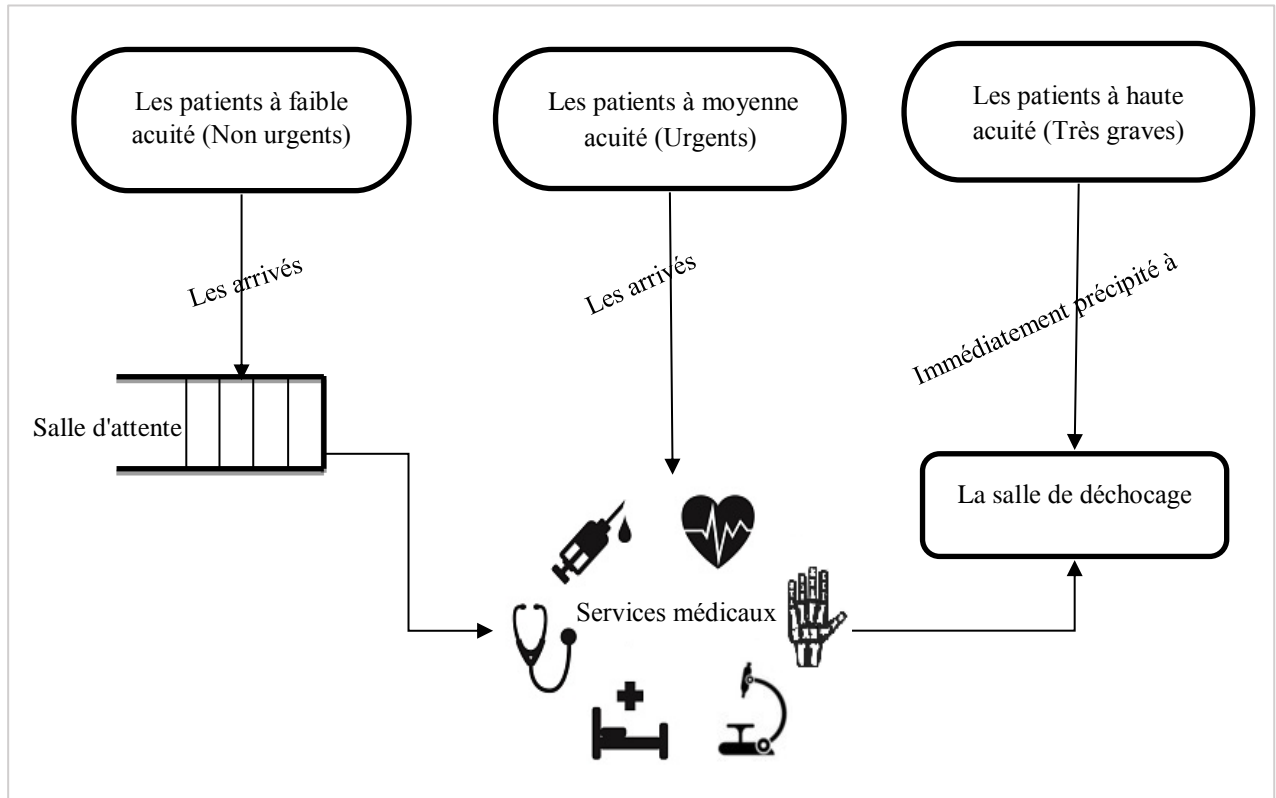 Les patients à faible
acuité (Non urgents)
Les patients à moyenne
acuité (Urgents)
Les patients à haute
acuité (Très graves)
Les arrivés
Les arrivés
Immédiatement précipité à
Salle d'attente
La salle de déchocage
Services médicaux